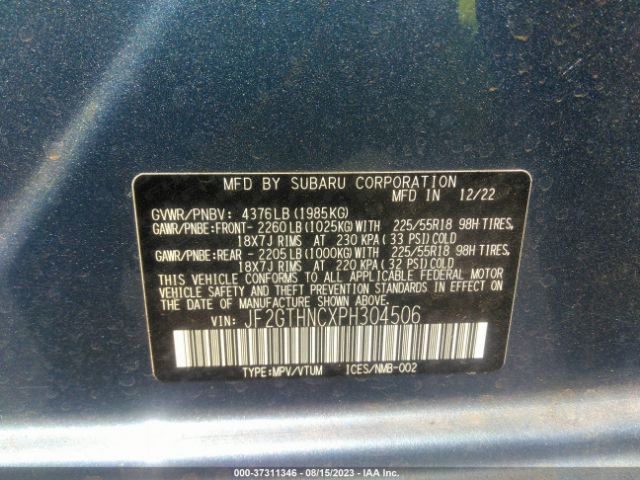 MFD BY SUBARU CORPORATION
MFD IN 12/22
GVWR/PNBV: 4376LB(1985KG)
GAWR/PNBE:FRONT- 2260LB(1025KG)WITH 225/55R18 98H TIRES,
18X7J RIMS AT 230 KPA(33 PSI)COLD
GAWR/PNBE:REAR - 2205LB(1000KG)WITH 225/55R18 98H TIRES,
18X7J RIMS AT 220 KPA(32 PSI)COLD
THIS VEHICLE CONFORMS TO ALL APPLICABLE FEDERAL MOTOR
VEHICLE SAFETY AND THEFT PREVENTION STANDARDS IN EFFECT ON
THE DATE OF MANUFACTURE SHOWN ABOVE.
VIN: JF2GTHNCXPH304506
TYPE:MPV/VTUM ICES/NMB-002
000-37311346 - 08/15/2023 - IAA Inc.